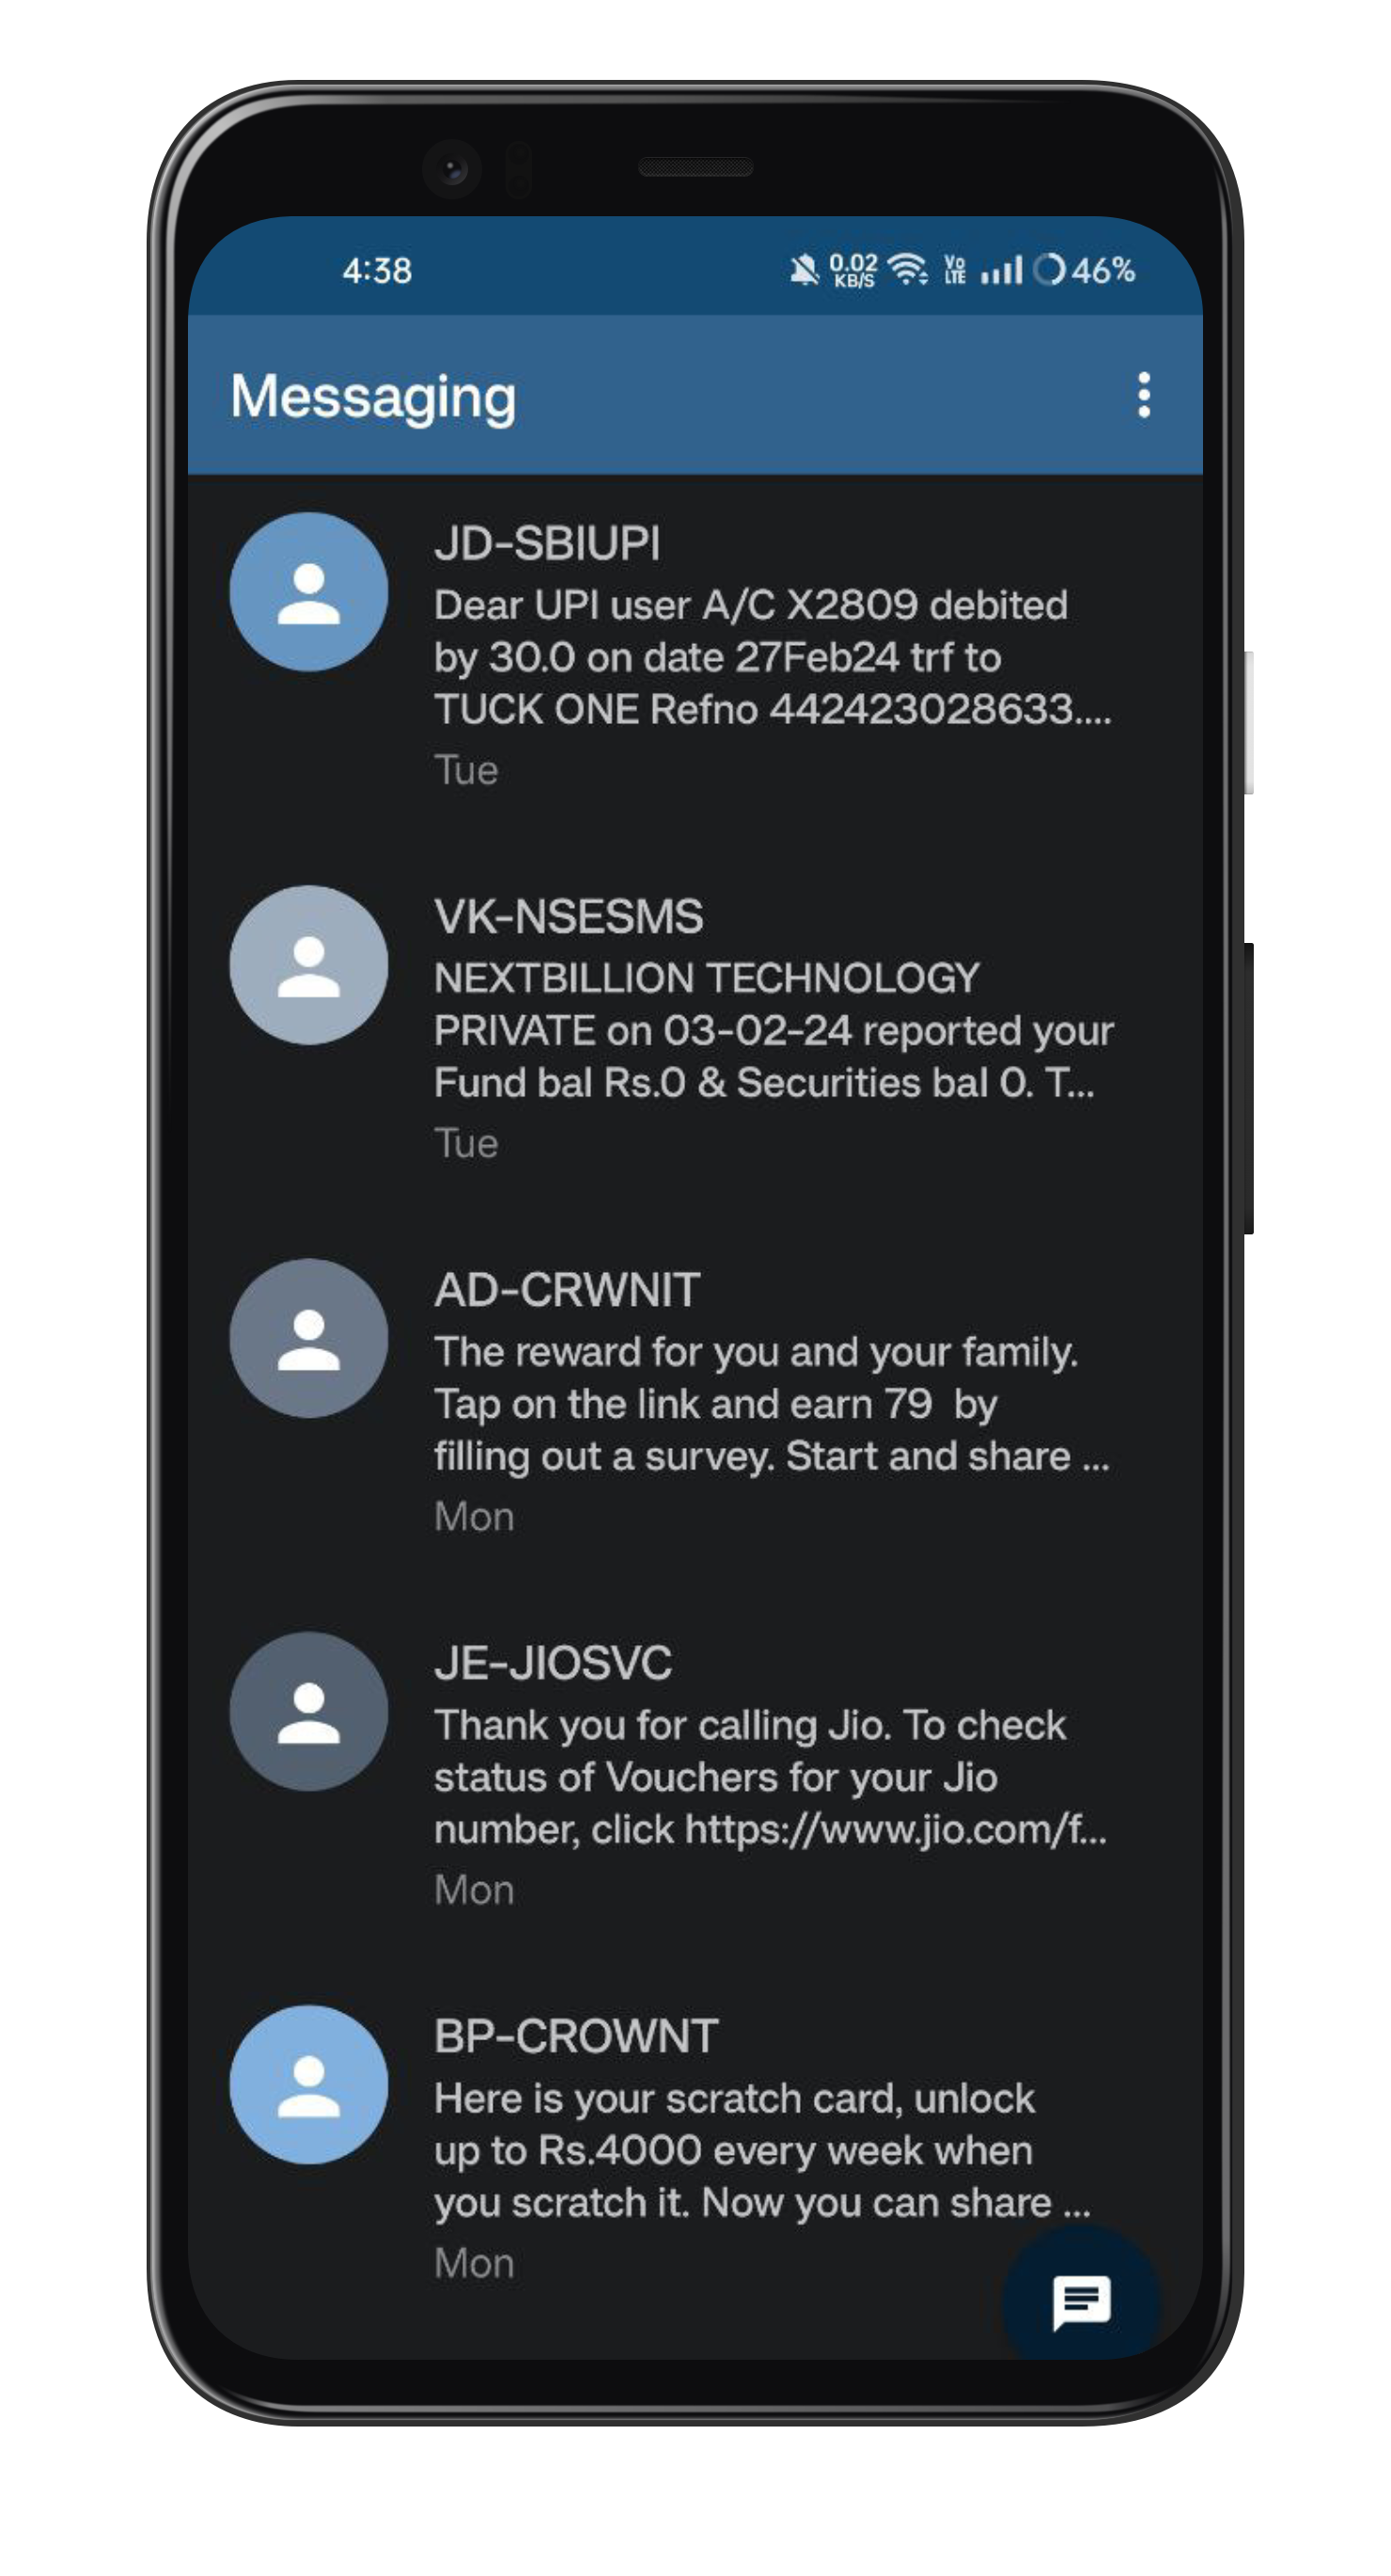 4:38
0.02 KB/S Vo LTE 46%
Messaging
JD-SBIUPI
Dear UPI user A/C X2809 debited
by 30.0 on date 27Feb24 trf to
TUCK ONE Refno 442423028633....
Tue
VK-NSESMS
NEXTBILLION TECHNOLOGY
PRIVATE on 03-02-24 reported your
Fund bal Rs.0 & Securities bal 0. T...
Tue
AD-CRWNIT
The reward for you and your family.
Tap on the link and earn 79  by
filling out a survey. Start and share ...
Mon
JE-JIOSVC
Thank you for calling Jio. To check
status of Vouchers for your Jio
number, click https://www.jio.com/f...
Mon
BP-CROWNT
Here is your scratch card, unlock
up to Rs.4000 every week when
you scratch it. Now you can share ...
Mon